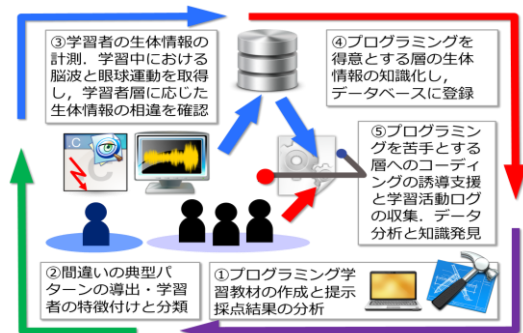 ③学習者の生体情報の
計測．学習中における
脳波と眼球運動を取得
し，学習者層に応じた
生体情報の相違を確認
④プログラミングを
得意とする層の生体
情報の知識化し，
データベースに登録
⑤プログラミン
グを苦手とする
層へのコーディ
ングの誘導支援
と学習活動ログ
の収集．データ
分析と知識発見
.C
C
②間違いの典型パ
ターンの導出・学習
者の特徴付けと分類
①プログラミング学
習教材の作成と提示
採点結果の分析